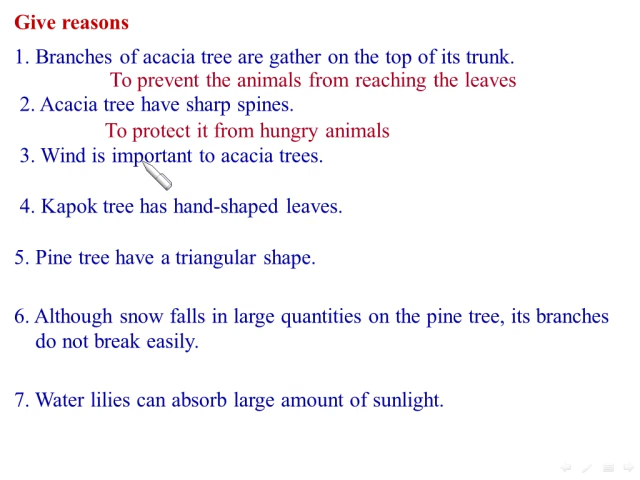 Give reasons
1. Branches of acacia tree are gather on the top of its trunk.
To prevent the animals from reaching the leaves
2. Acacia tree have sharp spines.
To protect it from hungry animals
3. Wind is important to acacia trees.
4. Kapok tree has hand-shaped leaves.
5. Pine tree have a triangular shape.
6. Although snow falls in large quantities on the pine tree, its branches
do not break easily.
7. Water lilies can absorb large amount of sunlight.